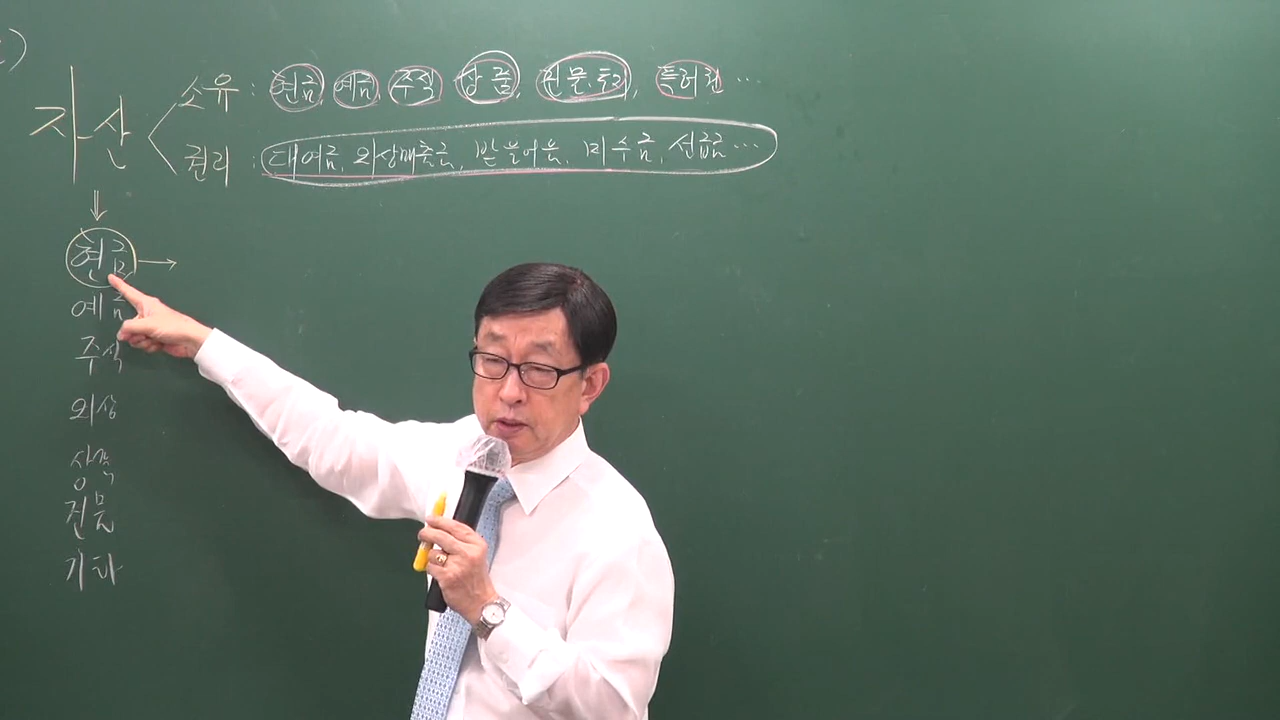 자산
소유 : 현금, 예금, 주식, 상품, 건물, 토지, 특허권 …
권리 : 대여금, 외상매출금, 받을어음, 미수금, 선급금 …
현금
예금
주식
외상
상품
건물
기타